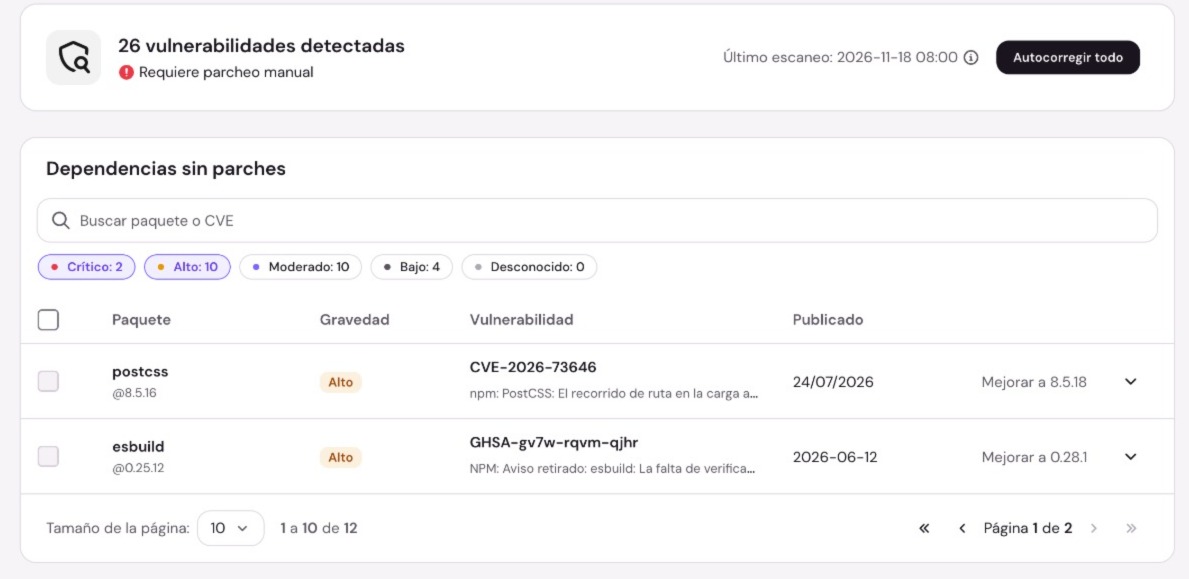 26 vulnerabilidades detectadas
Requiere parcheo manual
Último escaneo: 2026-11-18 08:00
Autocorregir todo
Dependencias sin parches
Buscar paquete o CVE
Crítico: 2
Alto: 10
Moderado: 10
Bajo: 4
Desconocido: 0
Paquete Gravedad Vulnerabilidad Publicado
postcss
@8.5.16
Alto
CVE-2026-73646
npm: PostCSS: El recorrido de ruta en la carga a...
24/07/2026
Mejorar a 8.5.18
esbuild
@0.25.12
Alto
GHSA-gv7w-rqvm-qjhr
NPM: Aviso retirado: esbuild: La falta de verifica...
2026-06-12
Mejorar a 0.28.1
Tamaño de la página: 10 1 a 10 de 12
« ‹ Página 1 de 2 › »